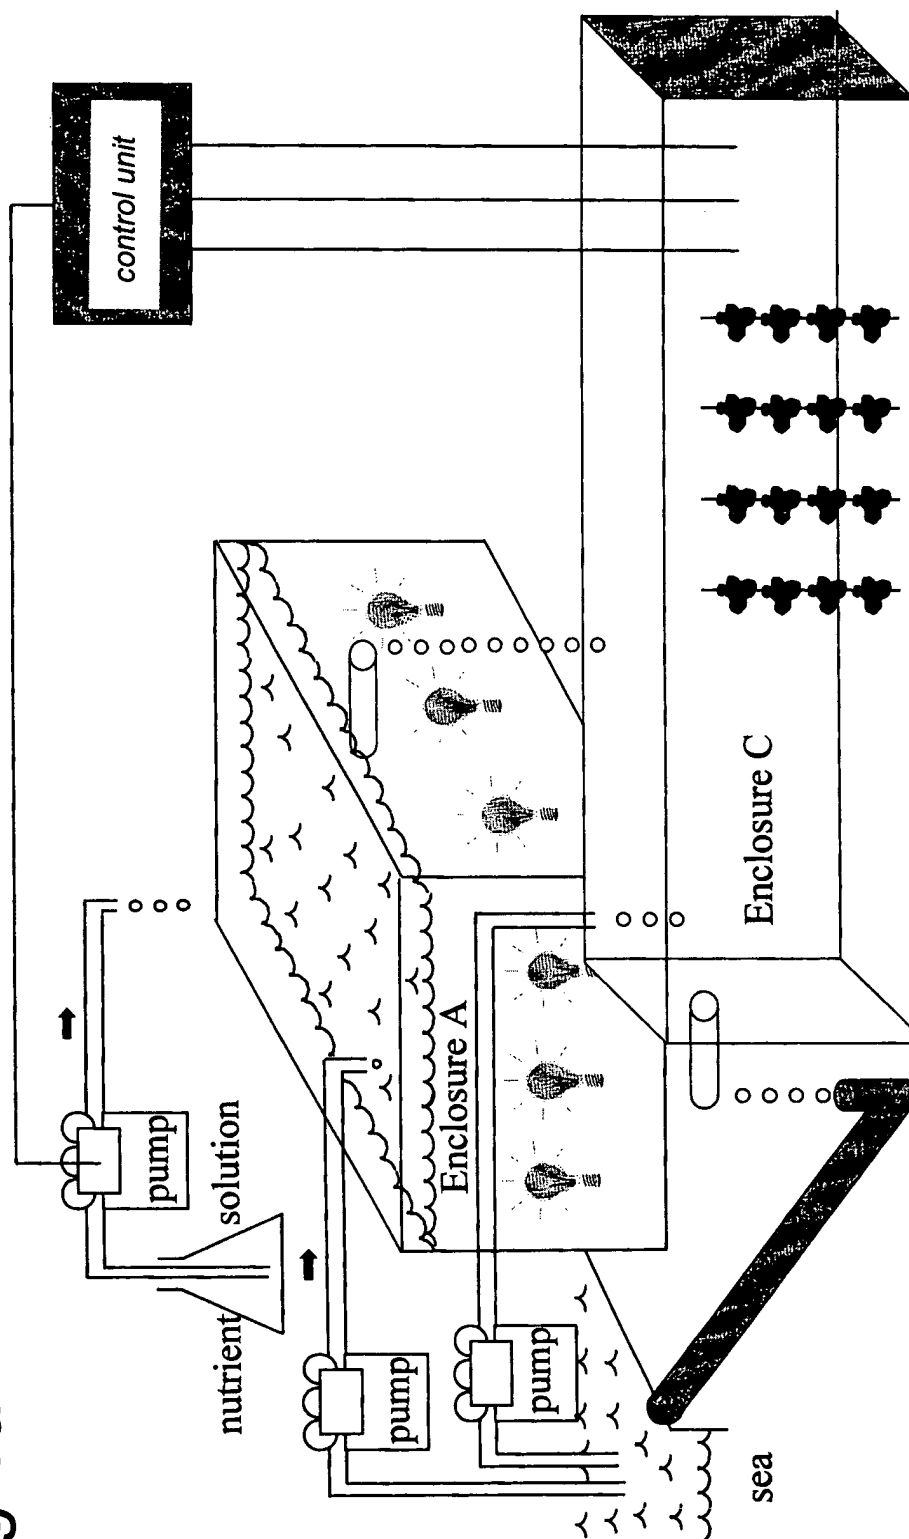 control unit
pump
nutrient solution
pump
Enclosure A
pump
Enclosure C
sea